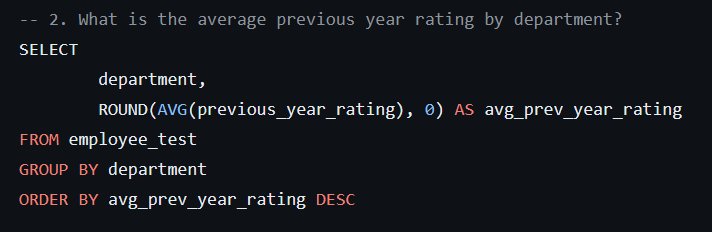 -- 2. What is the average previous year rating by department?
SELECT
        department,
        ROUND(AVG(previous_year_rating), 0) AS avg_prev_year_rating
FROM employee_test
GROUP BY department
ORDER BY avg_prev_year_rating DESC